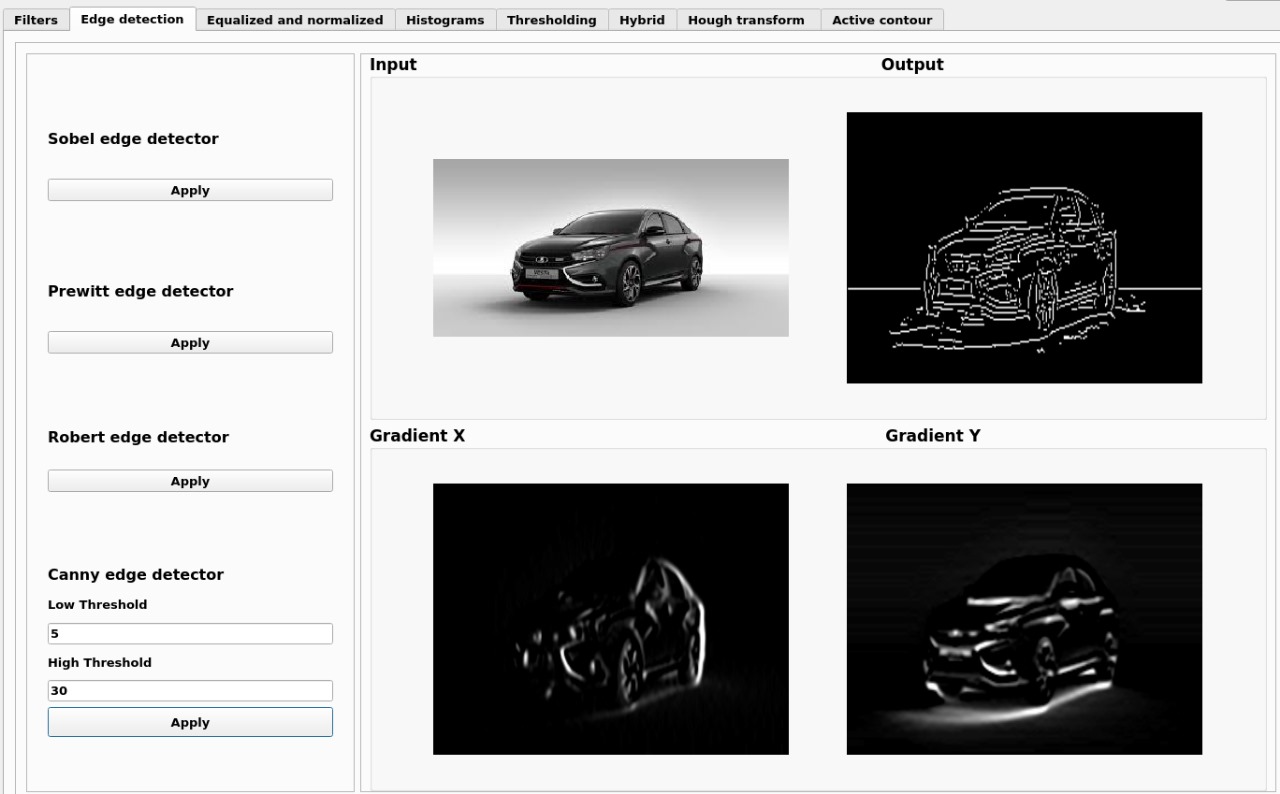 Filters
Edge detection
Equalized and normalized
Histograms
Thresholding
Hybrid
Hough transform
Active contour
Sobel edge detector
Apply
Prewitt edge detector
Apply
Robert edge detector
Apply
Canny edge detector
Low Threshold
5
High Threshold
30
Apply
Input
Output
Gradient X
Gradient Y